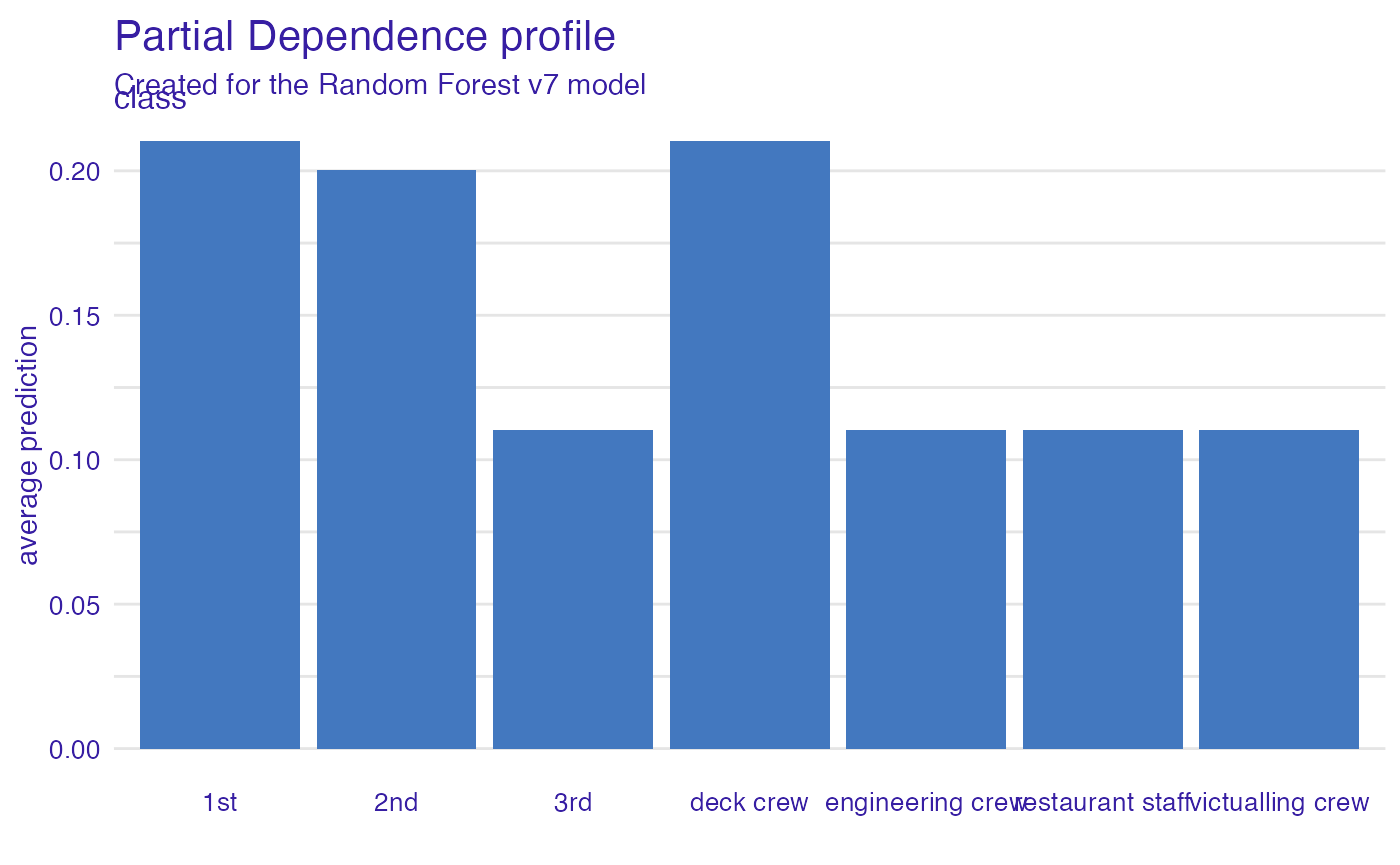 Partial Dependence profile
Created for the Random Forest v7 model
class
average prediction
0.20
0.15
0.10
0.05
0.00
1st 2nd 3rd deck crew engineering crew restaurant staff victualling crew